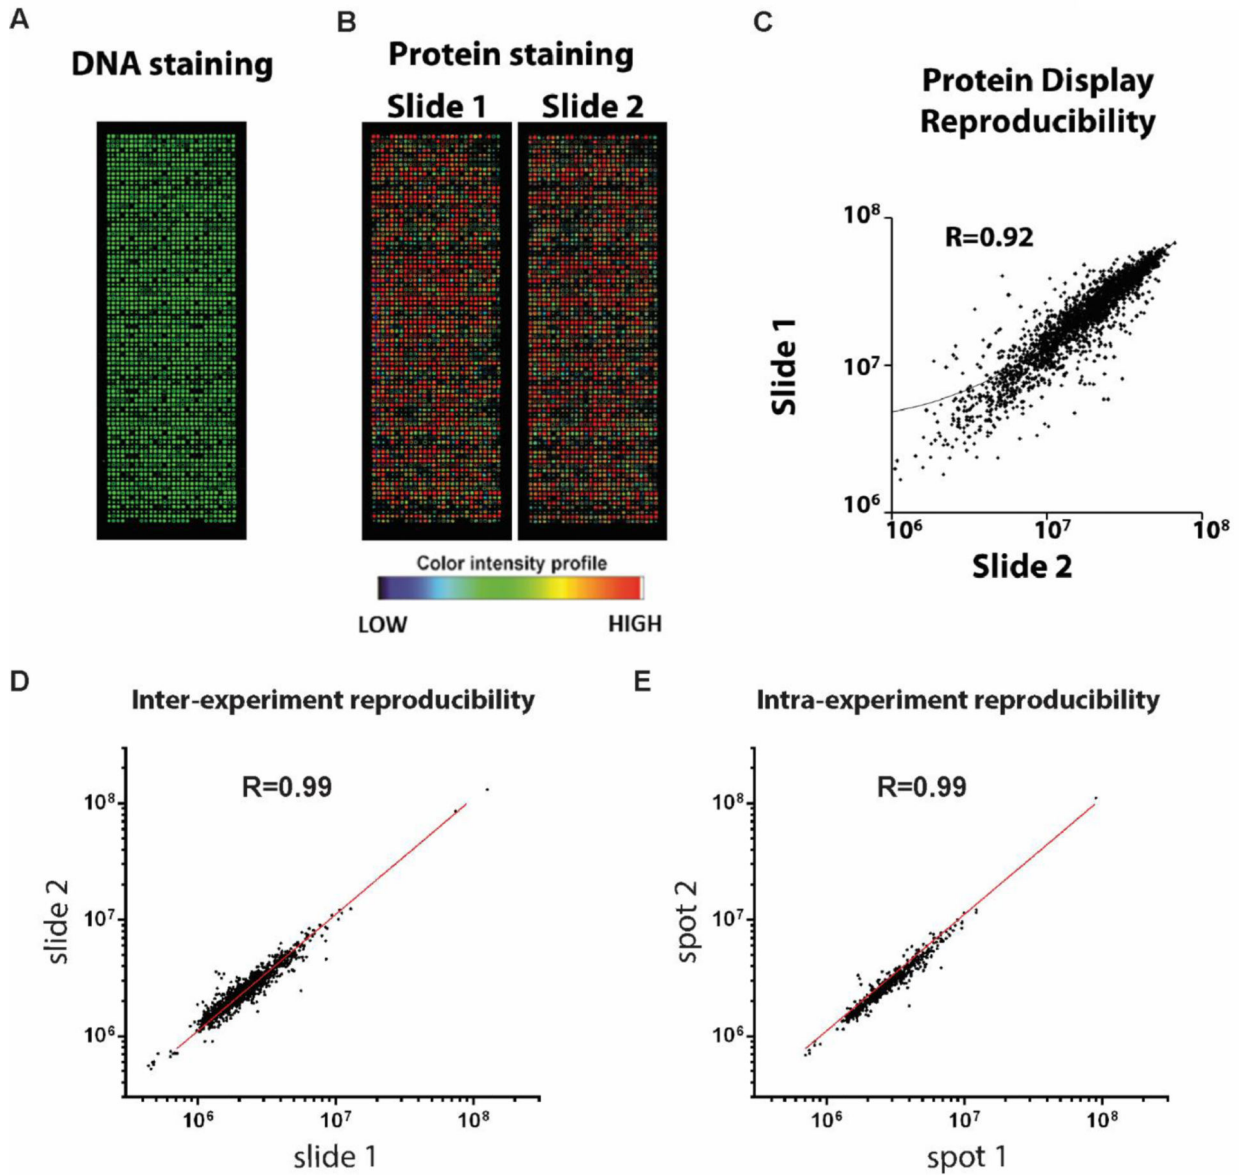 A
B
C
DNA staining
Protein staining
Slide 1
Slide 2
Color intensity profile
LOW
HIGH
Protein Display
Reproducibility
R=0.92
10⁸
10⁷
10⁶
Slide 1
10⁶
10⁷
10⁸
Slide 2
D
Inter-experiment reproducibility
R=0.99
10⁸
10⁷
10⁶
slide 2
10⁶
10⁷
10⁸
slide 1
E
Intra-experiment reproducibility
R=0.99
10⁸
10⁷
10⁶
spot 2
10⁶
10⁷
10⁸
spot 1